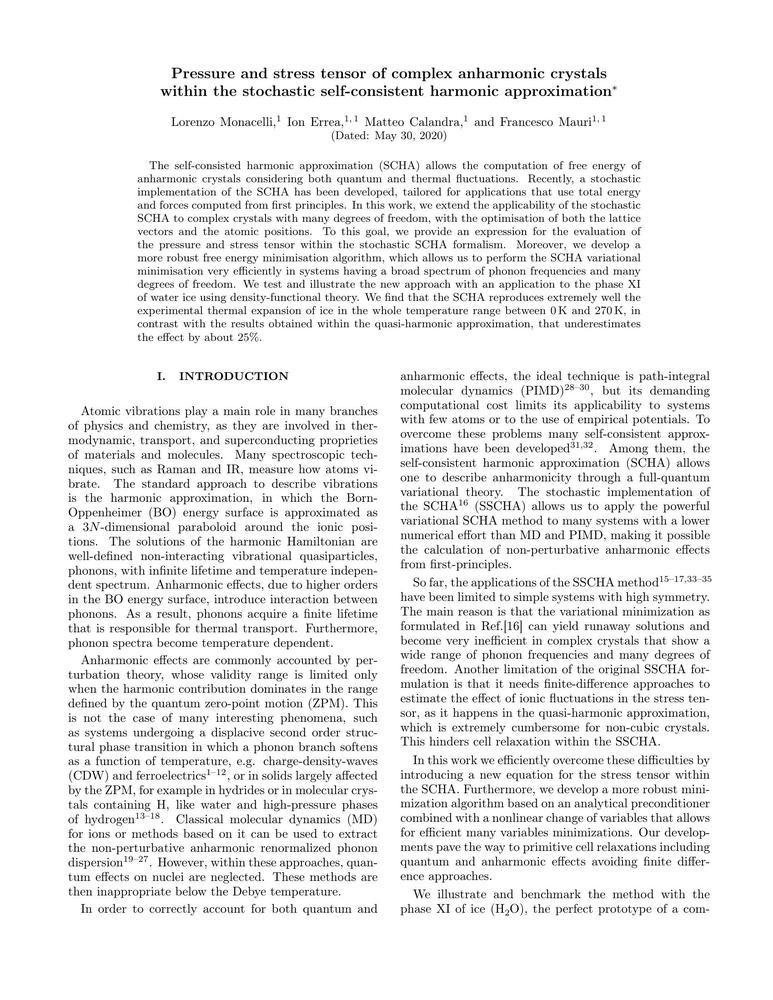 Pressure and stress tensor of complex anharmonic crystals
within the stochastic self-consistent harmonic approximation*
Lorenzo Monacelli,1 Ion Errea,1, 1 Matteo Calandra,1 and Francesco Mauri1, 1
(Dated: May 30, 2020)
The self-consisted harmonic approximation (SCHA) allows the computation of free energy of
anharmonic crystals considering both quantum and thermal fluctuations. Recently, a stochastic
implementation of the SCHA has been developed, tailored for applications that use total energy
and forces computed from first principles. In this work, we extend the applicability of the stochastic
SCHA to complex crystals with many degrees of freedom, with the optimisation of both the lattice
vectors and the atomic positions. To this goal, we provide an expression for the evaluation of
the pressure and stress tensor within the stochastic SCHA formalism. Moreover, we develop a
more robust free energy minimisation algorithm, which allows us to perform the SCHA variational
minimisation very efficiently in systems having a broad spectrum of phonon frequencies and many
degrees of freedom. We test and illustrate the new approach with an application to the phase XI
of water ice using density-functional theory. We find that the SCHA reproduces extremely well the
experimental thermal expansion of ice in the whole temperature range between 0 K and 270 K, in
contrast with the results obtained within the quasi-harmonic approximation, that underestimates
the effect by about 25%.
I. INTRODUCTION
Atomic vibrations play a main role in many branches
of physics and chemistry, as they are involved in ther-
modynamic, transport, and superconducting proprieties
of materials and molecules. Many spectroscopic tech-
niques, such as Raman and IR, measure how atoms vi-
brate. The standard approach to describe vibrations
is the harmonic approximation, in which the Born-
Oppenheimer (BO) energy surface is approximated as
a 3N-dimensional paraboloid around the ionic posi-
tions. The solutions of the harmonic Hamiltonian are
well-defined non-interacting vibrational quasiparticles,
phonons, with infinite lifetime and temperature indepen-
dent spectrum. Anharmonic effects, due to higher orders
in the BO energy surface, introduce interaction between
phonons. As a result, phonons acquire a finite lifetime
that is responsible for thermal transport. Furthermore,
phonon spectra become temperature dependent.
Anharmonic effects are commonly accounted by per-
turbation theory, whose validity range is limited only
when the harmonic contribution dominates in the range
defined by the quantum zero-point motion (ZPM). This
is not the case of many interesting phenomena, such
as systems undergoing a displacive second order struc-
tural phase transition in which a phonon branch softens
as a function of temperature, e.g. charge-density-waves
(CDW) and ferroelectrics1–12, or in solids largely affected
by the ZPM, for example in hydrides or in molecular crys-
tals containing H, like water and high-pressure phases
of hydrogen13–18. Classical molecular dynamics (MD)
for ions or methods based on it can be used to extract
the non-perturbative anharmonic renormalized phonon
dispersion19–27. However, within these approaches, quan-
tum effects on nuclei are neglected. These methods are
then inappropriate below the Debye temperature.
In order to correctly account for both quantum and
anharmonic effects, the ideal technique is path-integral
molecular dynamics (PIMD)28–30, but its demanding
computational cost limits its applicability to systems
with few atoms or to the use of empirical potentials. To
overcome these problems many self-consistent approx-
imations have been developed31,32. Among them, the
self-consistent harmonic approximation (SCHA) allows
one to describe anharmonicity through a full-quantum
variational theory. The stochastic implementation of
the SCHA16 (SSCHA) allows us to apply the powerful
variational SCHA method to many systems with a lower
numerical effort than MD and PIMD, making it possible
the calculation of non-perturbative anharmonic effects
from first-principles.
So far, the applications of the SSCHA method15–17,33–35
have been limited to simple systems with high symmetry.
The main reason is that the variational minimization as
formulated in Ref.[16] can yield runaway solutions and
become very inefficient in complex crystals that show a
wide range of phonon frequencies and many degrees of
freedom. Another limitation of the original SSCHA for-
mulation is that it needs finite-difference approaches to
estimate the effect of ionic fluctuations in the stress ten-
sor, as it happens in the quasi-harmonic approximation,
which is extremely cumbersome for non-cubic crystals.
This hinders cell relaxation within the SSCHA.
In this work we efficiently overcome these difficulties by
introducing a new equation for the stress tensor within
the SCHA. Furthermore, we develop a more robust mini-
mization algorithm based on an analytical preconditioner
combined with a nonlinear change of variables that allows
for efficient many variables minimizations. Our develop-
ments pave the way to primitive cell relaxations including
quantum and anharmonic effects avoiding finite differ-
ence approaches.
We illustrate and benchmark the method with the
phase XI of ice (H2O), the perfect prototype of a com-